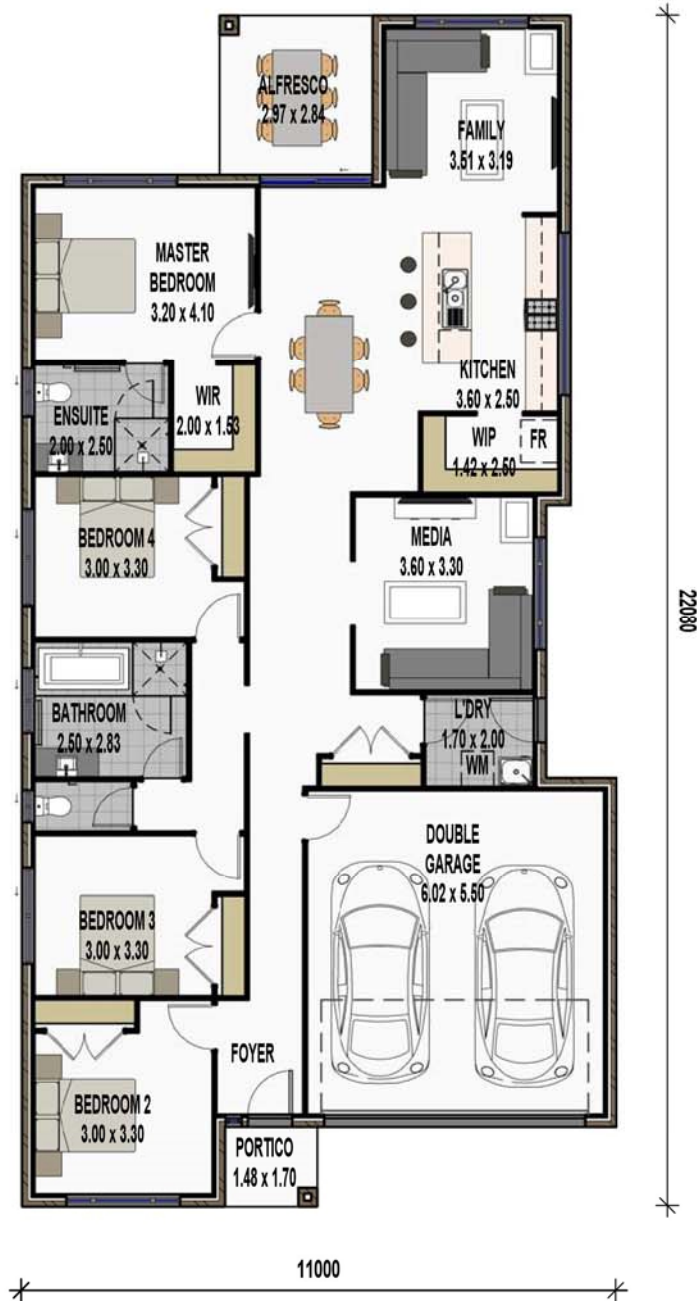 ALFRESCO
2.97 x 2.84
FAMILY
3.51 x 3.19
MASTER
BEDROOM
3.20 x 4.10
KITCHEN
3.60 x 2.50
WIR
2.00 x 1.53
ENSUITE
2.00 x 2.50
WIP
1.42 x 2.50
FR
BEDROOM 4
3.00 x 3.30
MEDIA
3.60 x 3.30
22080
BATHROOM
2.50 x 2.83
L'DRY
1.70 x 2.00
WM
DOUBLE
GARAGE
6.02 x 5.50
BEDROOM 3
3.00 x 3.30
FOYER
BEDROOM 2
3.00 x 3.30
PORTICO
1.48 x 1.70
11000